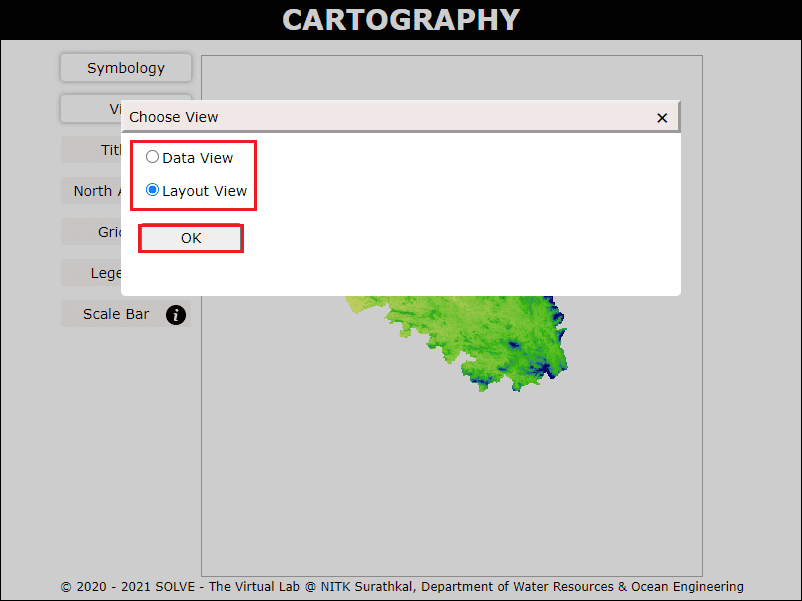 CARTOGRAPHY
Symbology
Vi
Choose View ×
Titl
Data View
North A
Layout View
Gric
OK
Lege
Scale Bar i
© 2020 - 2021 SOLVE - The Virtual Lab @ NITK Surathkal, Department of Water Resources & Ocean Engineering